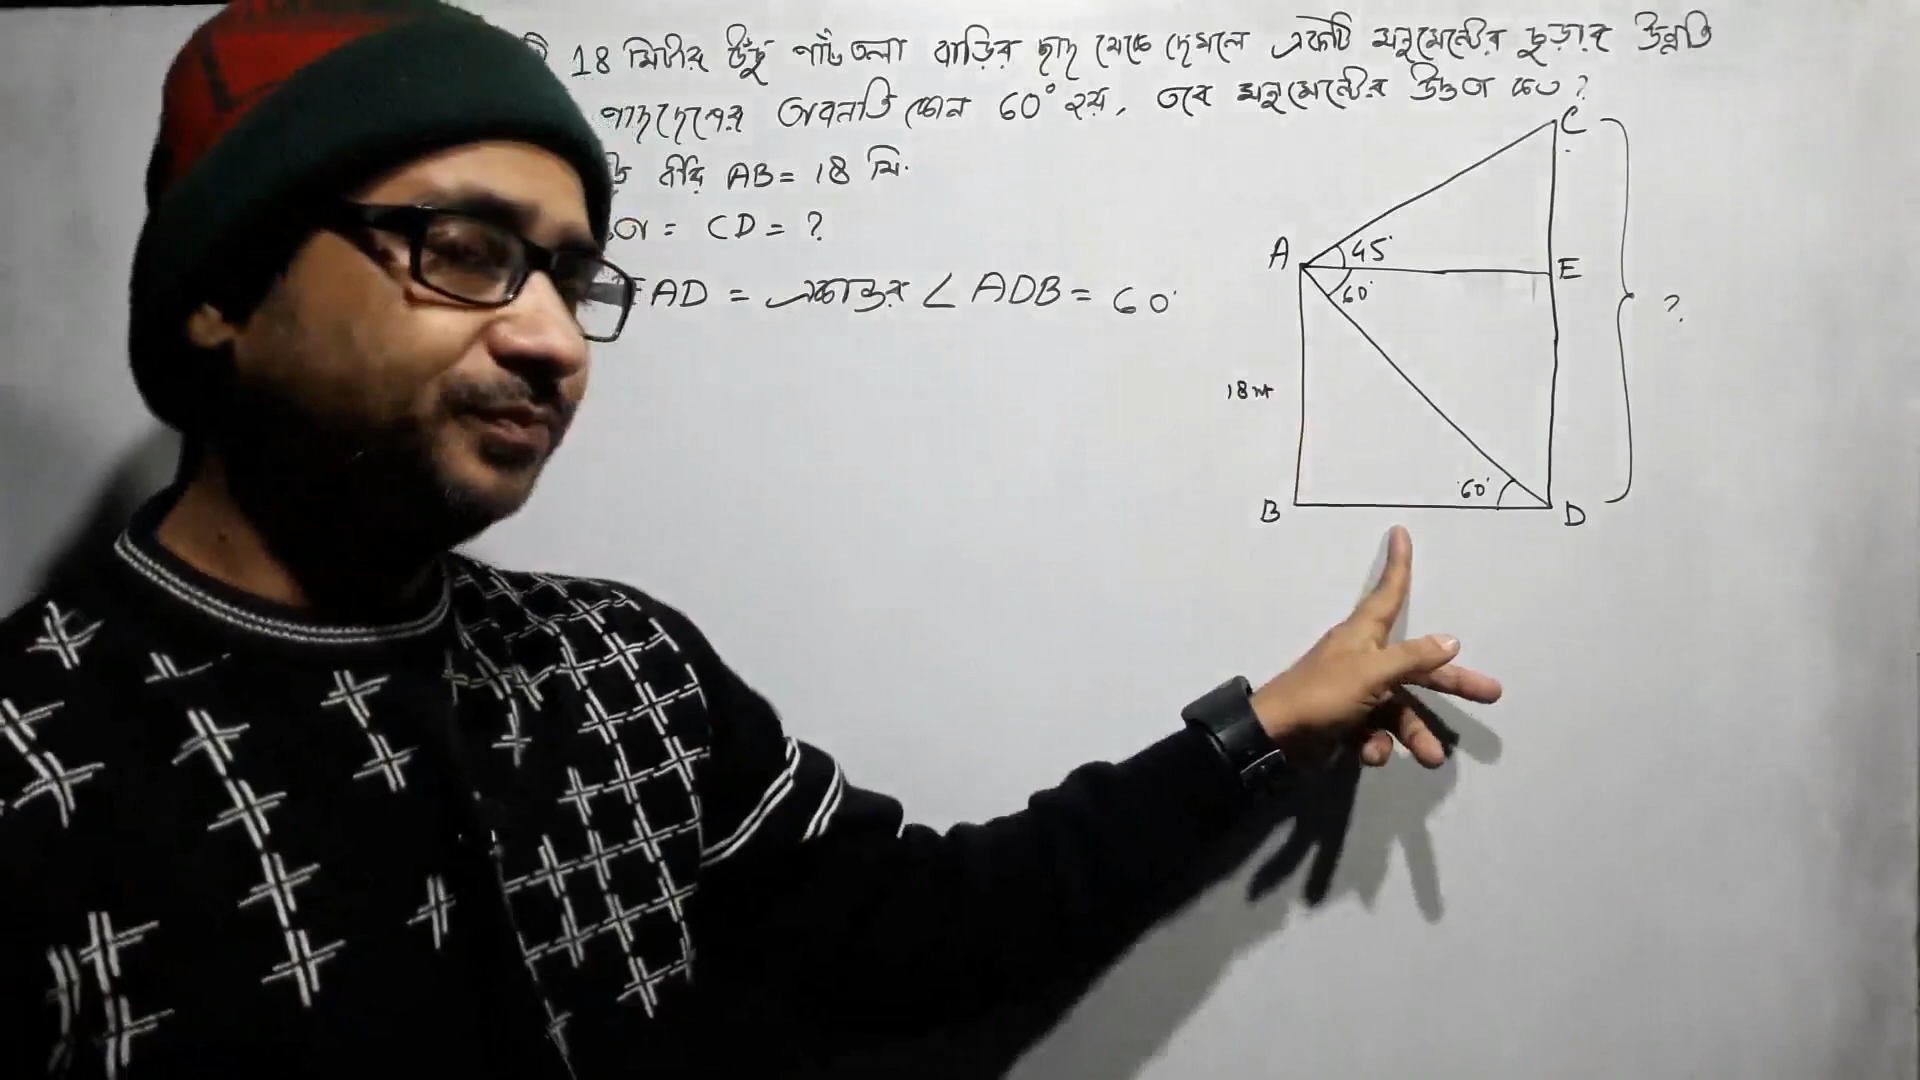 18 মিটার উঁচু পাঁচতলা বাড়ির ছাদ থেকে দেখলে একটি মনুমেন্টের চূড়ার উন্নতি
পাদদেশের অবনতি কোন 60° হয়, তবে মনুমেন্টের উচ্চতা কত?
ধরি AB = 18 মি.
তা = CD = ?
EAD = একান্তর ∠ADB = 60°
C
A
45°
E
60°
?
18m
60°
B
D